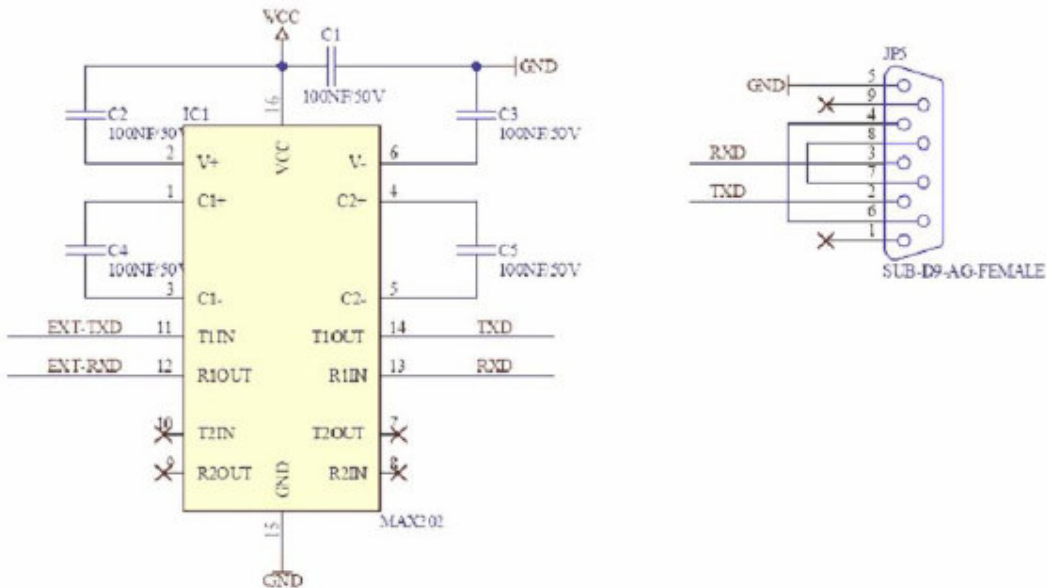 VCC
C1
GND
100NF/50V
16
C2
100NF/50V
IC1
C3
100NF/50V
2
V+
VCC
V-
6
1
C1+
C2+
4
C4
100NF/50V
C5
100NF/50V
3
C1-
C2-
5
EXT-TXD
11
T1IN
T1OUT
14
TXD
EXT-RXD
12
R1OUT
R1IN
13
RXD
10
T2IN
T2OUT
7
9
R2OUT
GND
R2IN
8
15
MAX202
GND
JP5
GND
5
9
4
8
RXD
3
7
TXD
2
6
1
SUB-D9-AG-FEMALE